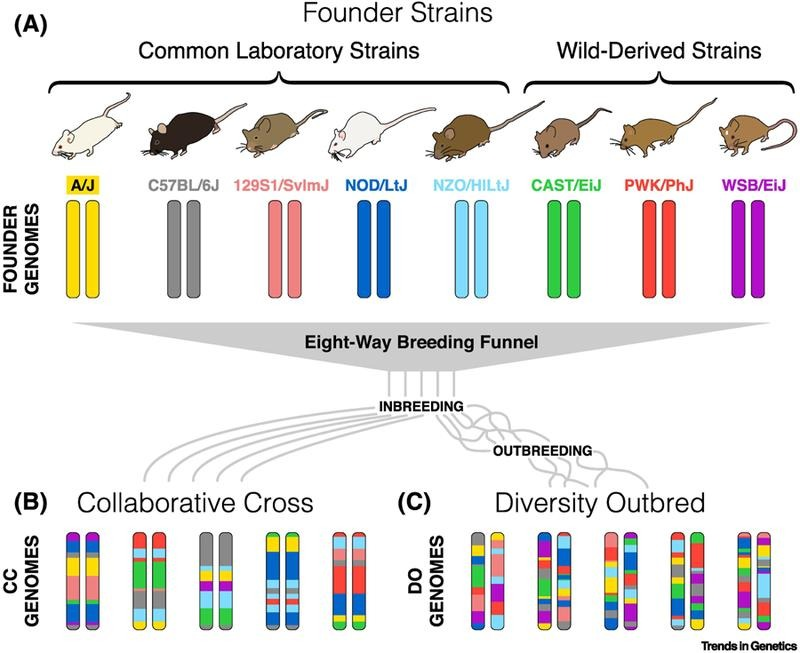 Founder Strains
(A)
Common Laboratory Strains
Wild-Derived Strains
A/J
C57BL/6J
129S1/SvImJ
NOD/LtJ
NZO/HILtJ
CAST/EiJ
PWK/PhJ
WSB/EiJ
FOUNDER
GENOMES
Eight-Way Breeding Funnel
INBREEDING
OUTBREEDING
(B)
Collaborative Cross
(C)
Diversity Outbred
CC
GENOMES
DO
GENOMES
Trends in Genetics